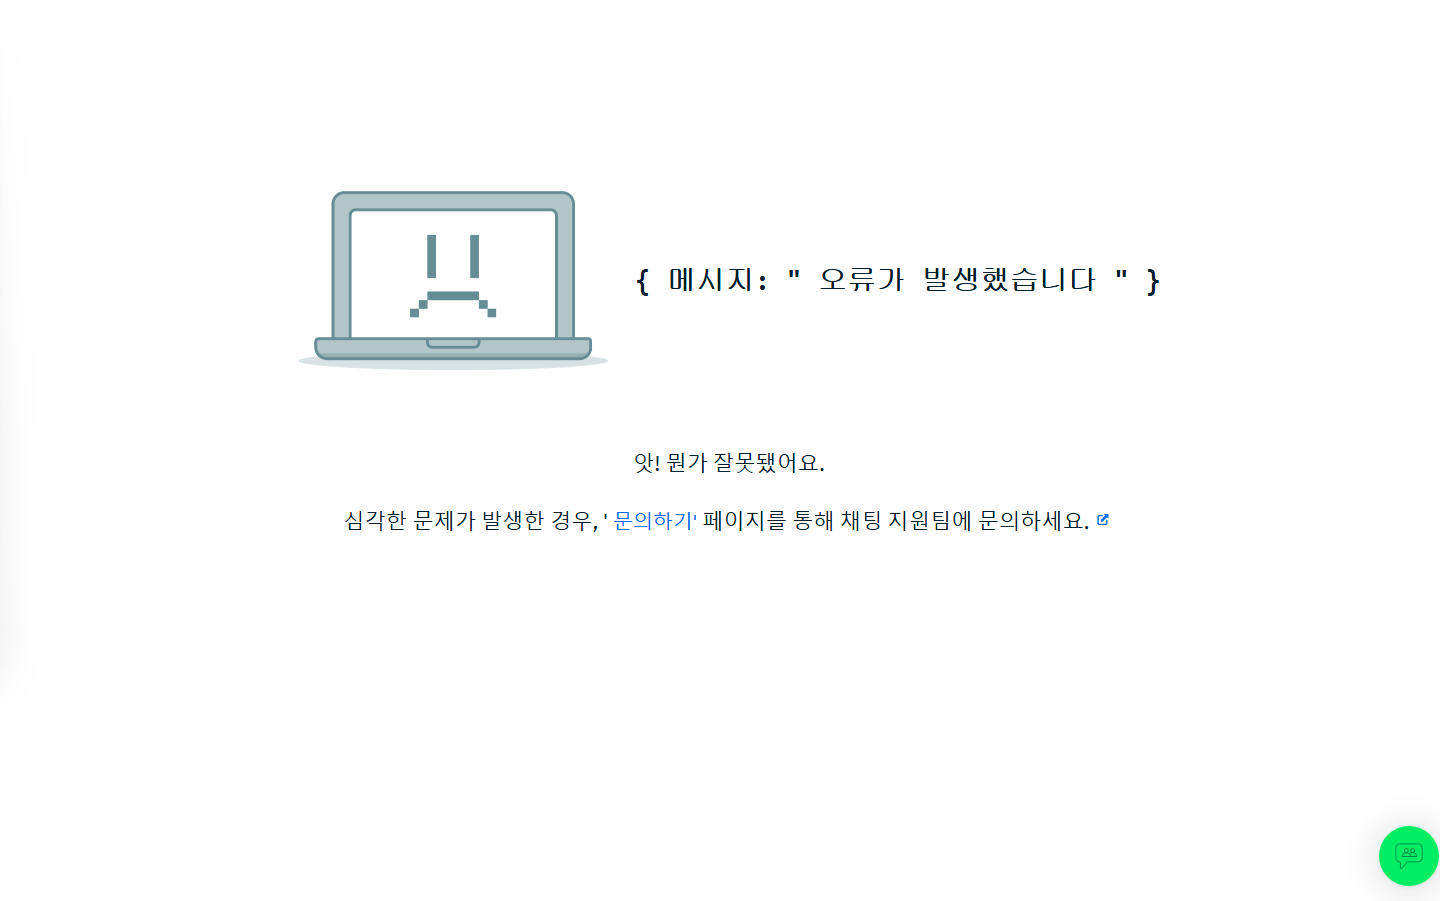 { 메시지: " 오류가 발생했습니다 " }
앗! 뭔가 잘못됐어요.
심각한 문제가 발생한 경우, ' 문의하기' 페이지를 통해 채팅 지원팀에 문의하세요.